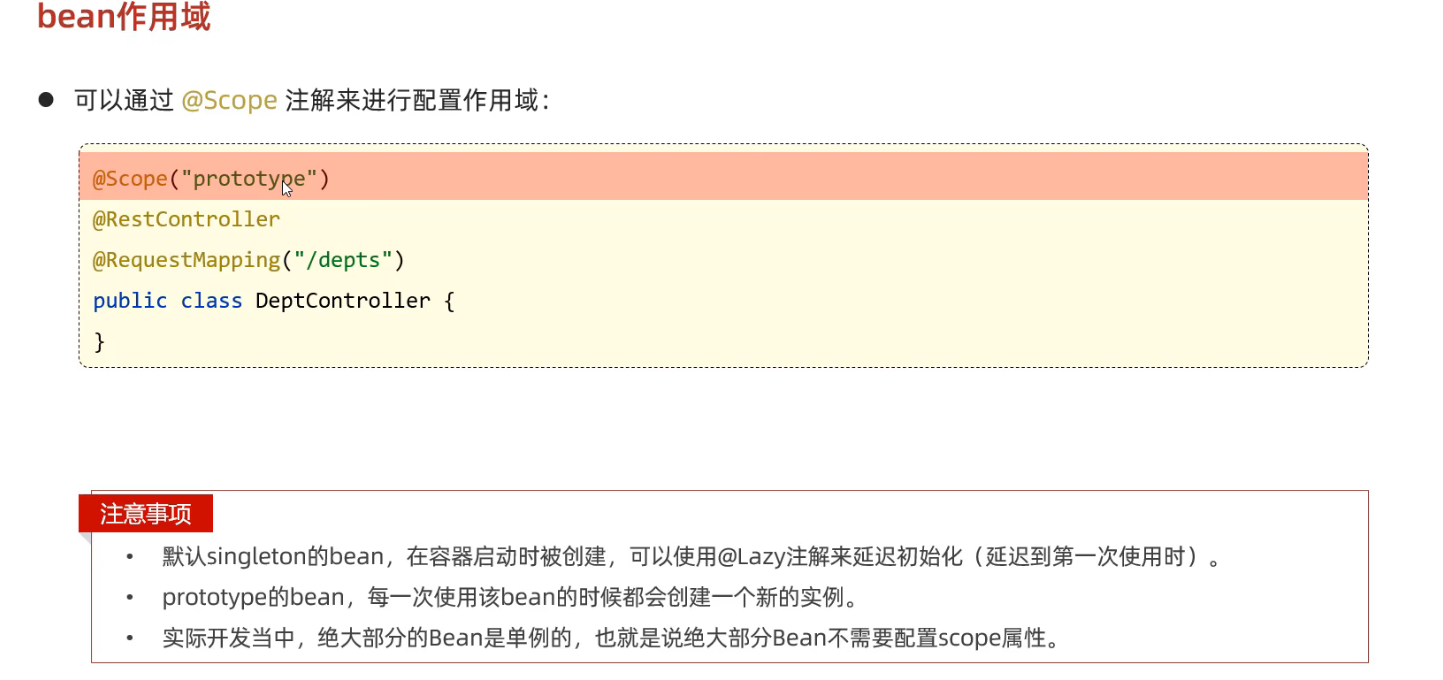 bean作用域
● 可以通过 @Scope 注解来进行配置作用域：
@Scope("prototype")
@RestController
@RequestMapping("/depts")
public class DeptController {
}
注意事项
• 默认singleton的bean，在容器启动时被创建，可以使用@Lazy注解来延迟初始化（延迟到第一次使用时）。
• prototype的bean，每一次使用该bean的时候都会创建一个新的实例。
• 实际开发当中，绝大部分的Bean是单例的，也就是说绝大部分Bean不需要配置scope属性。